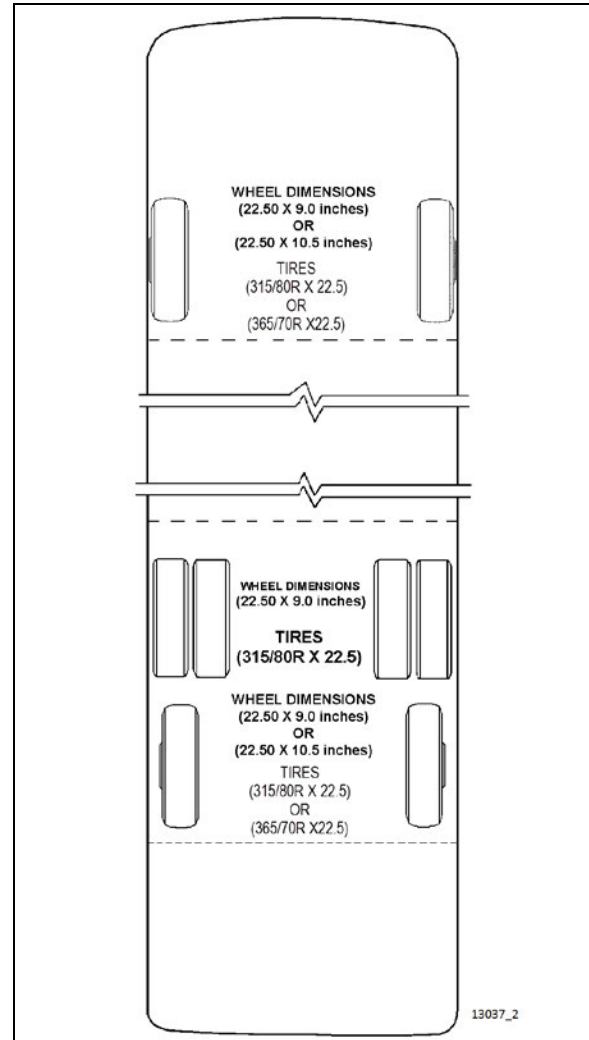 WHEEL DIMENSIONS
(22.50 X 9.0 inches)
OR
(22.50 X 10.5 inches)
TIRES
(315/80R X 22.5)
OR
(365/70R X22.5)
WHEEL DIMENSIONS
(22.50 X 9.0 inches)
TIRES
(315/80R X 22.5)
WHEEL DIMENSIONS
(22.50 X 9.0 inches)
OR
(22.50 X 10.5 inches)
TIRES
(315/80R X 22.5)
OR
(365/70R X22.5)
13037_2